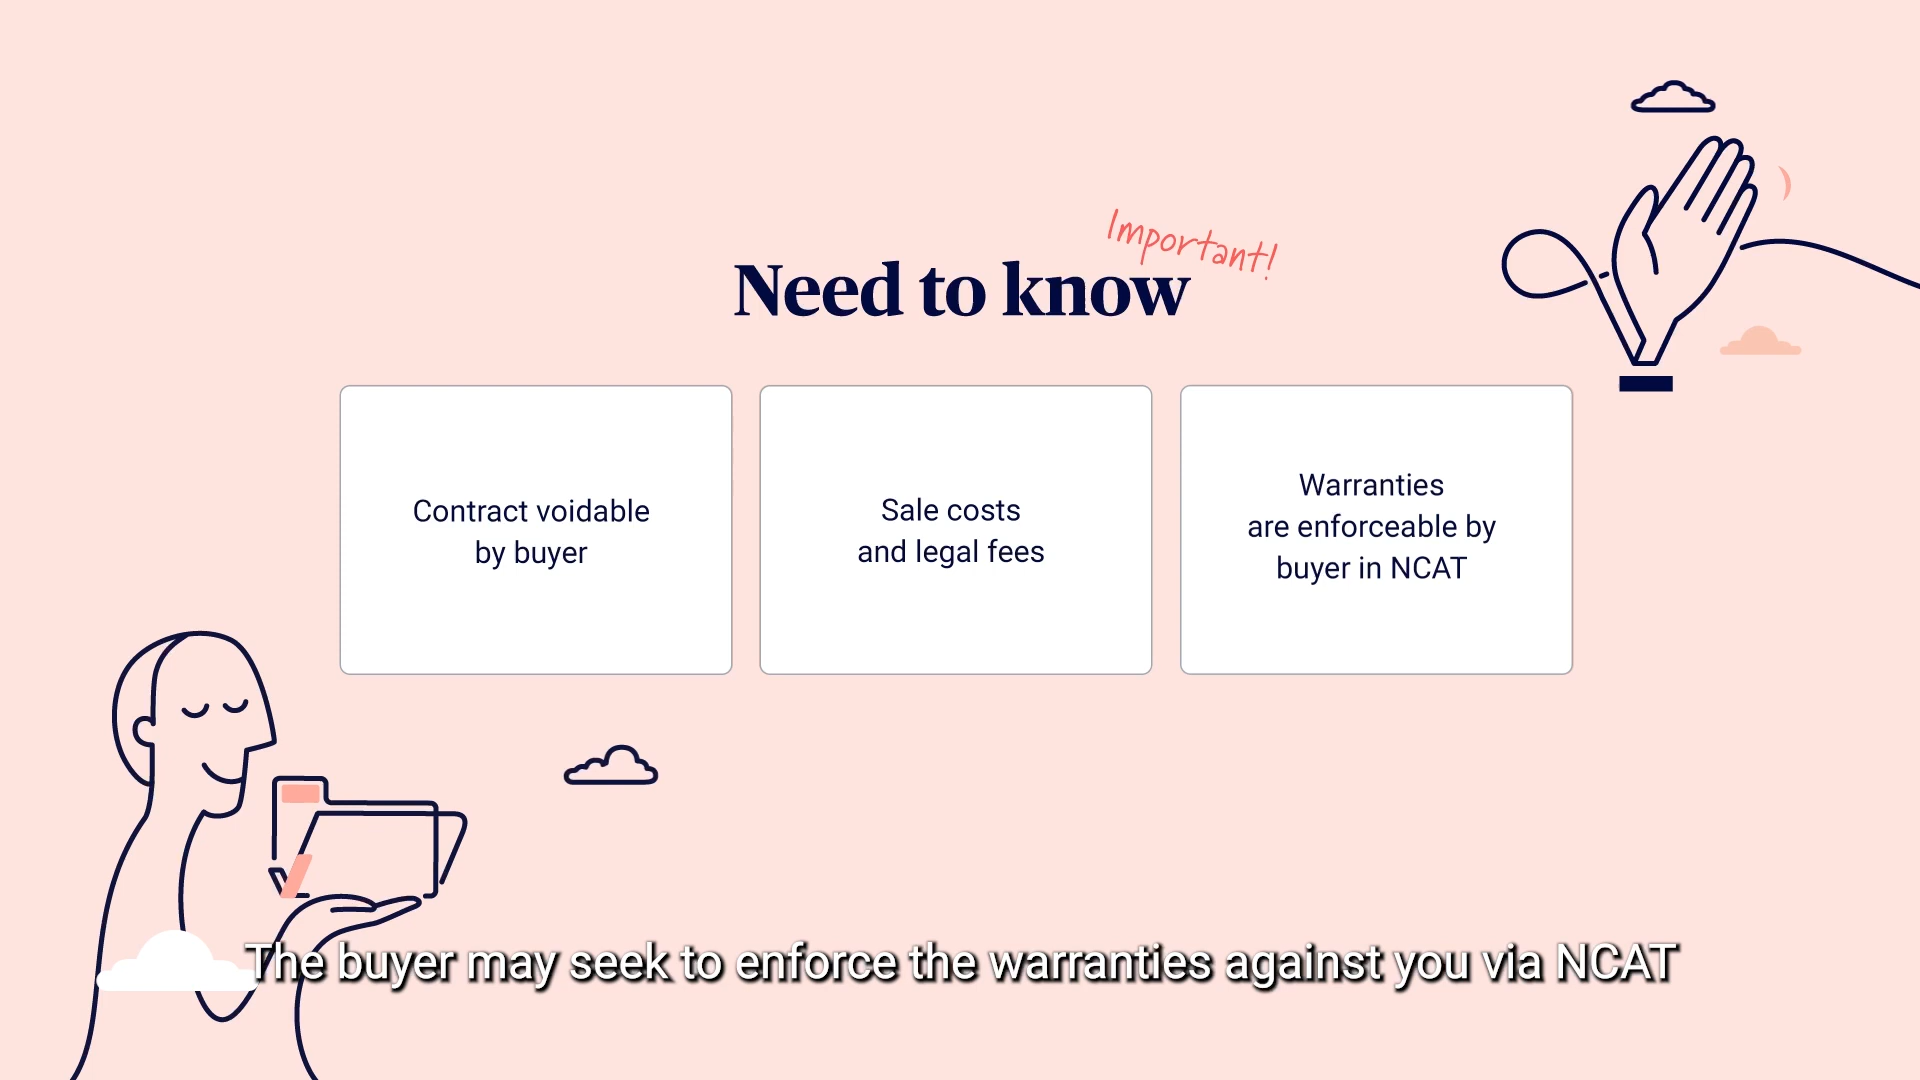 Important!
Need to know
Contract voidable
by buyer
Sale costs
and legal fees
Warranties
are enforceable by
buyer in NCAT
The buyer may seek to enforce the warranties against you via NCAT